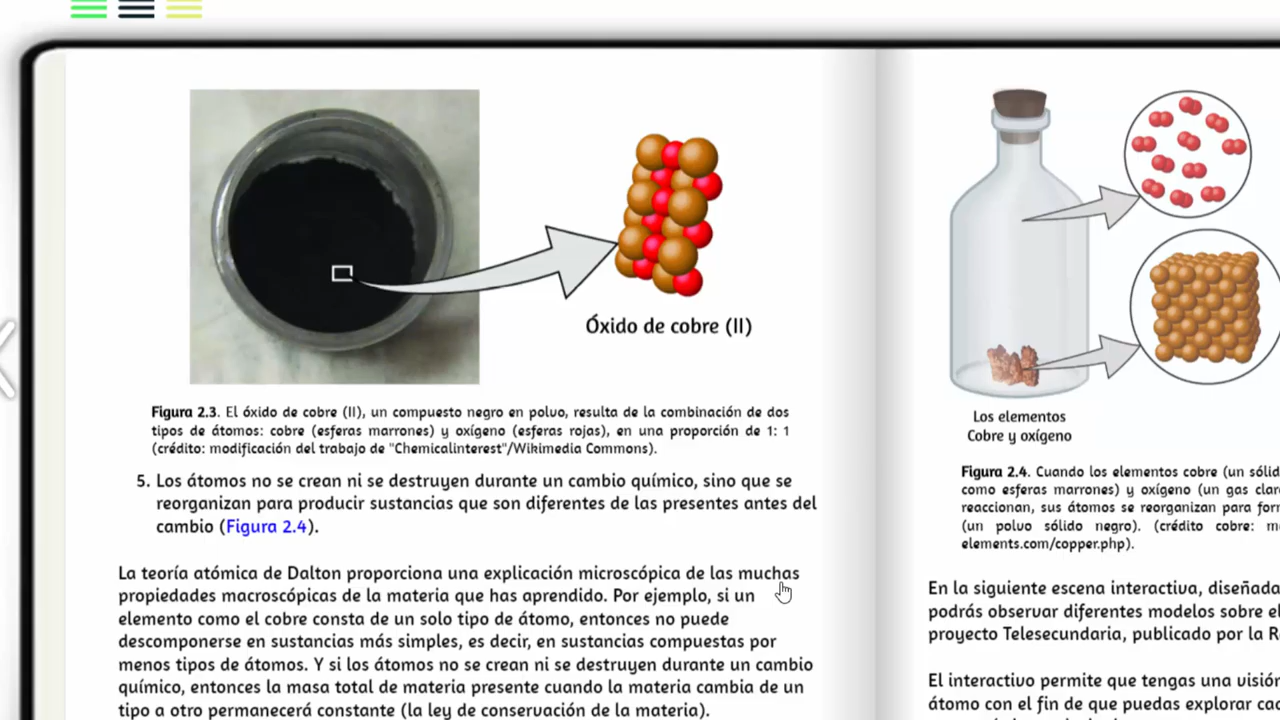 Óxido de cobre (II)
Figura 2.3. El óxido de cobre (II), un compuesto negro en polvo, resulta de la combinación de dos
tipos de átomos: cobre (esferas marrones) y oxígeno (esferas rojas), en una proporción de 1: 1
(crédito: modificación del trabajo de "Chemicalinterest"/Wikimedia Commons).
5. Los átomos no se crean ni se destruyen durante un cambio químico, sino que se
reorganizan para producir sustancias que son diferentes de las presentes antes del
cambio (Figura 2.4).
La teoría atómica de Dalton proporciona una explicación microscópica de las muchas
propiedades macroscópicas de la materia que has aprendido. Por ejemplo, si un
elemento como el cobre consta de un solo tipo de átomo, entonces no puede
descomponerse en sustancias más simples, es decir, en sustancias compuestas por
menos tipos de átomos. Y si los átomos no se crean ni se destruyen durante un cambio
químico, entonces la masa total de materia presente cuando la materia cambia de un
tipo a otro permanecerá constante (la ley de conservación de la materia).
Los elementos
Cobre y oxígeno
Figura 2.4. Cuando los elementos cobre (un
como esferas marrones) y oxígeno (un gas
reaccionan, sus átomos se reorganizan para
(un polvo sólido negro). (crédito cobre:
elements.com/copper.php).
En la siguiente escena interactiva, diseñada
podrás observar diferentes modelos sobre
proyecto Telesecundaria, publicado por la
El interactivo permite que tengas una
átomo con el fin de que puedas explorar